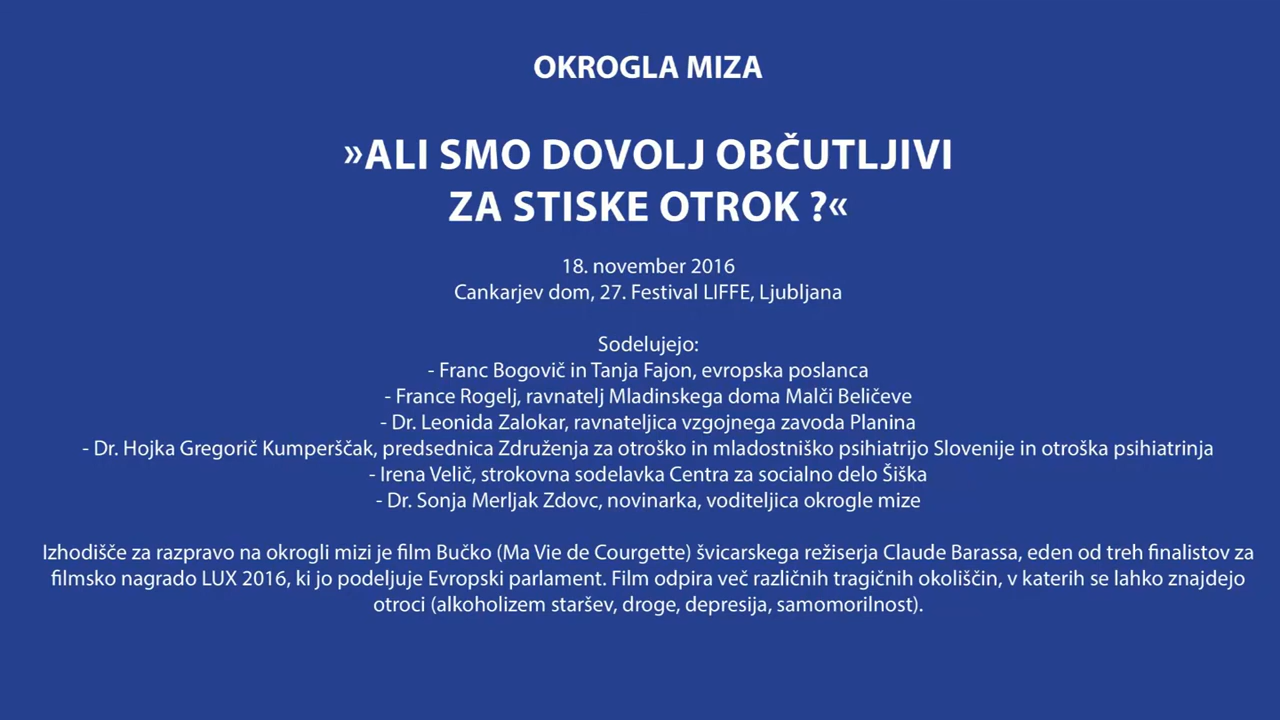 OKROGLA MIZA
»ALI SMO DOVOLJ OBČUTLJIVI
ZA STISKE OTROK ?«
18. november 2016
Cankarjev dom, 27. Festival LIFFE, Ljubljana
Sodelujejo:
- Franc Bogovič in Tanja Fajon, evropska poslanca
- France Rogelj, ravnatelj Mladinskega doma Malči Beličeve
- Dr. Leonida Zalokar, ravnateljica vzgojnega zavoda Planina
- Dr. Hojka Gregorič Kumperščak, predsednica Združenja za otroško in mladostniško psihiatrijo Slovenije in otroška psihiatrinja
- Irena Velič, strokovna sodelavka Centra za socialno delo Šiška
- Dr. Sonja Merljak Zdovc, novinarka, voditeljica okrogle mize
Izhodišče za razpravo na okrogli mizi je film Bučko (Ma Vie de Courgette) švicarskega režiserja Claude Barassa, eden od treh finalistov za
filmsko nagrado LUX 2016, ki jo podeljuje Evropski parlament. Film odpira več različnih tragičnih okoliščin, v katerih se lahko znajdejo
otroci (alkoholizem staršev, droge, depresija, samomorilnost).